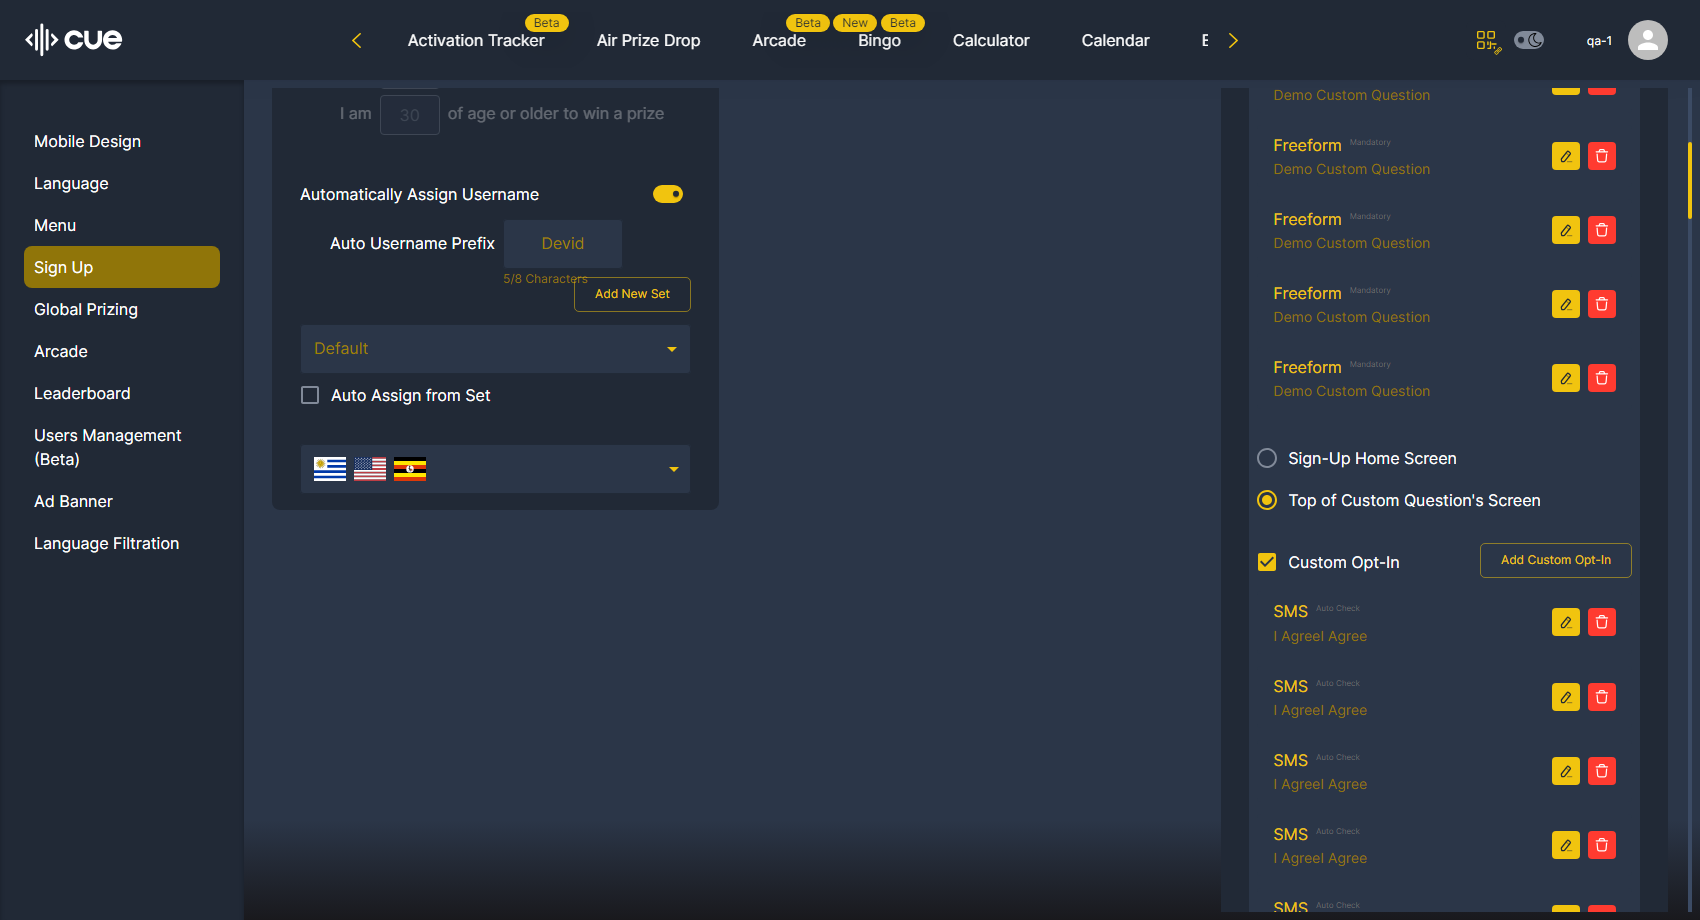 cue
Activation Tracker
Beta
Air Prize Drop
Arcade
Beta
New
Bingo
Beta
Calculator
Calendar
qa-1
Mobile Design
Language
Menu
Sign Up
Global Prizing
Arcade
Leaderboard
Users Management
(Beta)
Ad Banner
Language Filtration
I am 30 of age or older to win a prize
Automatically Assign Username
Auto Username Prefix Devid
5/8 Characters
Add New Set
Default
Auto Assign from Set
Demo Custom Question
Freeform Mandatory
Demo Custom Question
Freeform Mandatory
Demo Custom Question
Freeform Mandatory
Demo Custom Question
Freeform Mandatory
Demo Custom Question
Sign-Up Home Screen
Top of Custom Question's Screen
Custom Opt-In
Add Custom Opt-In
SMS Auto Check
I AgreeI Agree
SMS Auto Check
I AgreeI Agree
SMS Auto Check
I AgreeI Agree
SMS Auto Check
I AgreeI Agree
SMS Auto Check